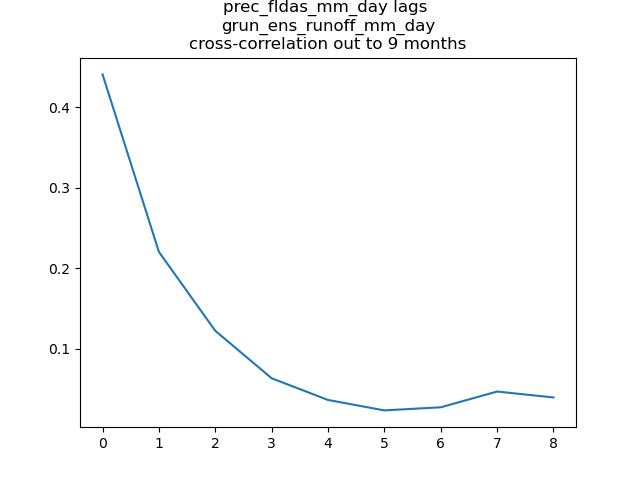 prec_fldas_mm_day lags
grun_ens_runoff_mm_day
cross-correlation out to 9 months
0.4
0.3
0.2
0.1
0 1 2 3 4 5 6 7 8